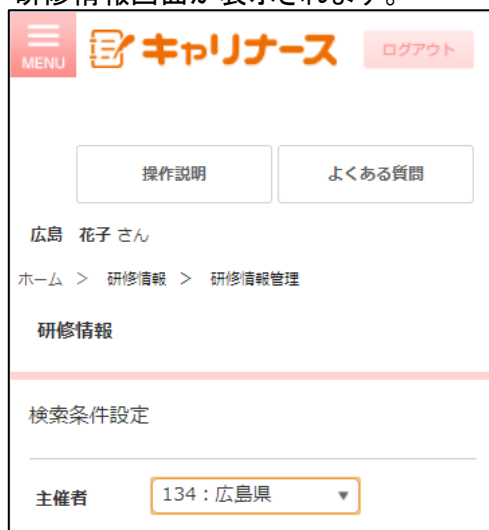 研修情報画面が表示されます。
MENU
キャリナース
ログアウト
操作説明
よくある質問
広島 花子 さん
ホーム ＞ 研修情報 ＞ 研修情報管理
研修情報
検索条件設定
主催者
134：広島県